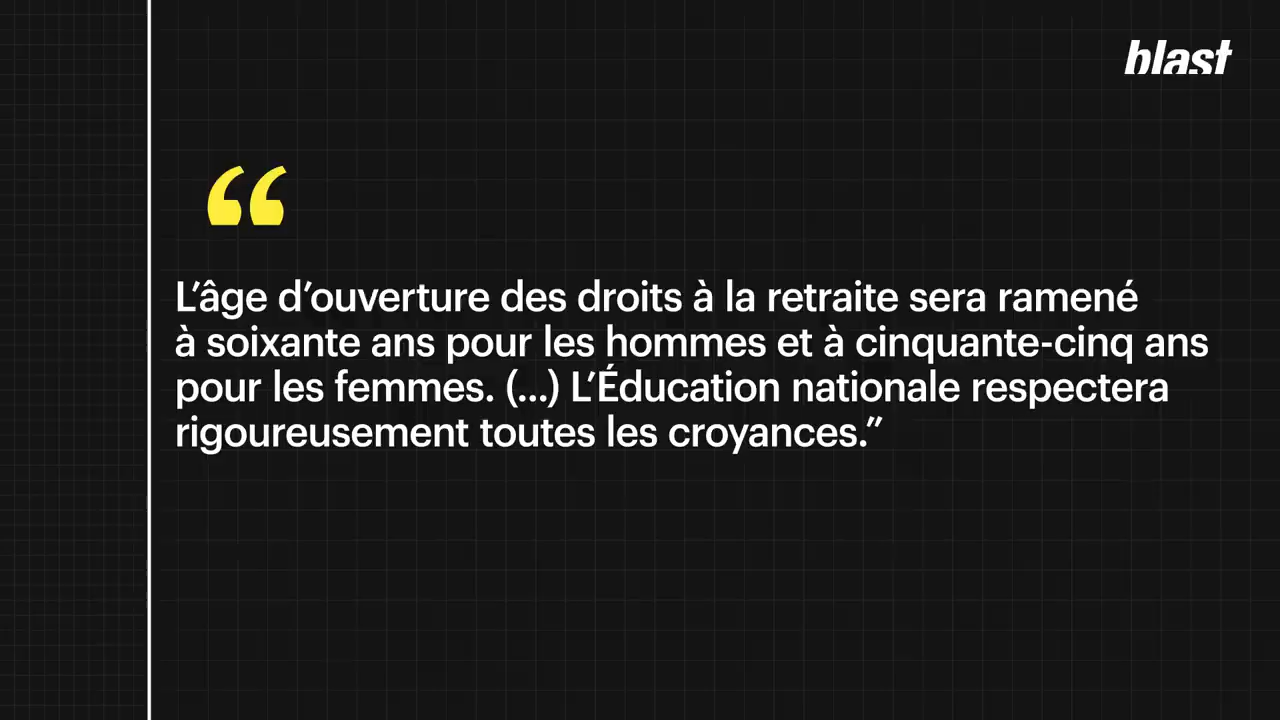 blast
“
L’âge d’ouverture des droits à la retraite sera ramené
à soixante ans pour les hommes et à cinquante-cinq ans
pour les femmes. (…) L’Éducation nationale respectera
rigoureusement toutes les croyances.”